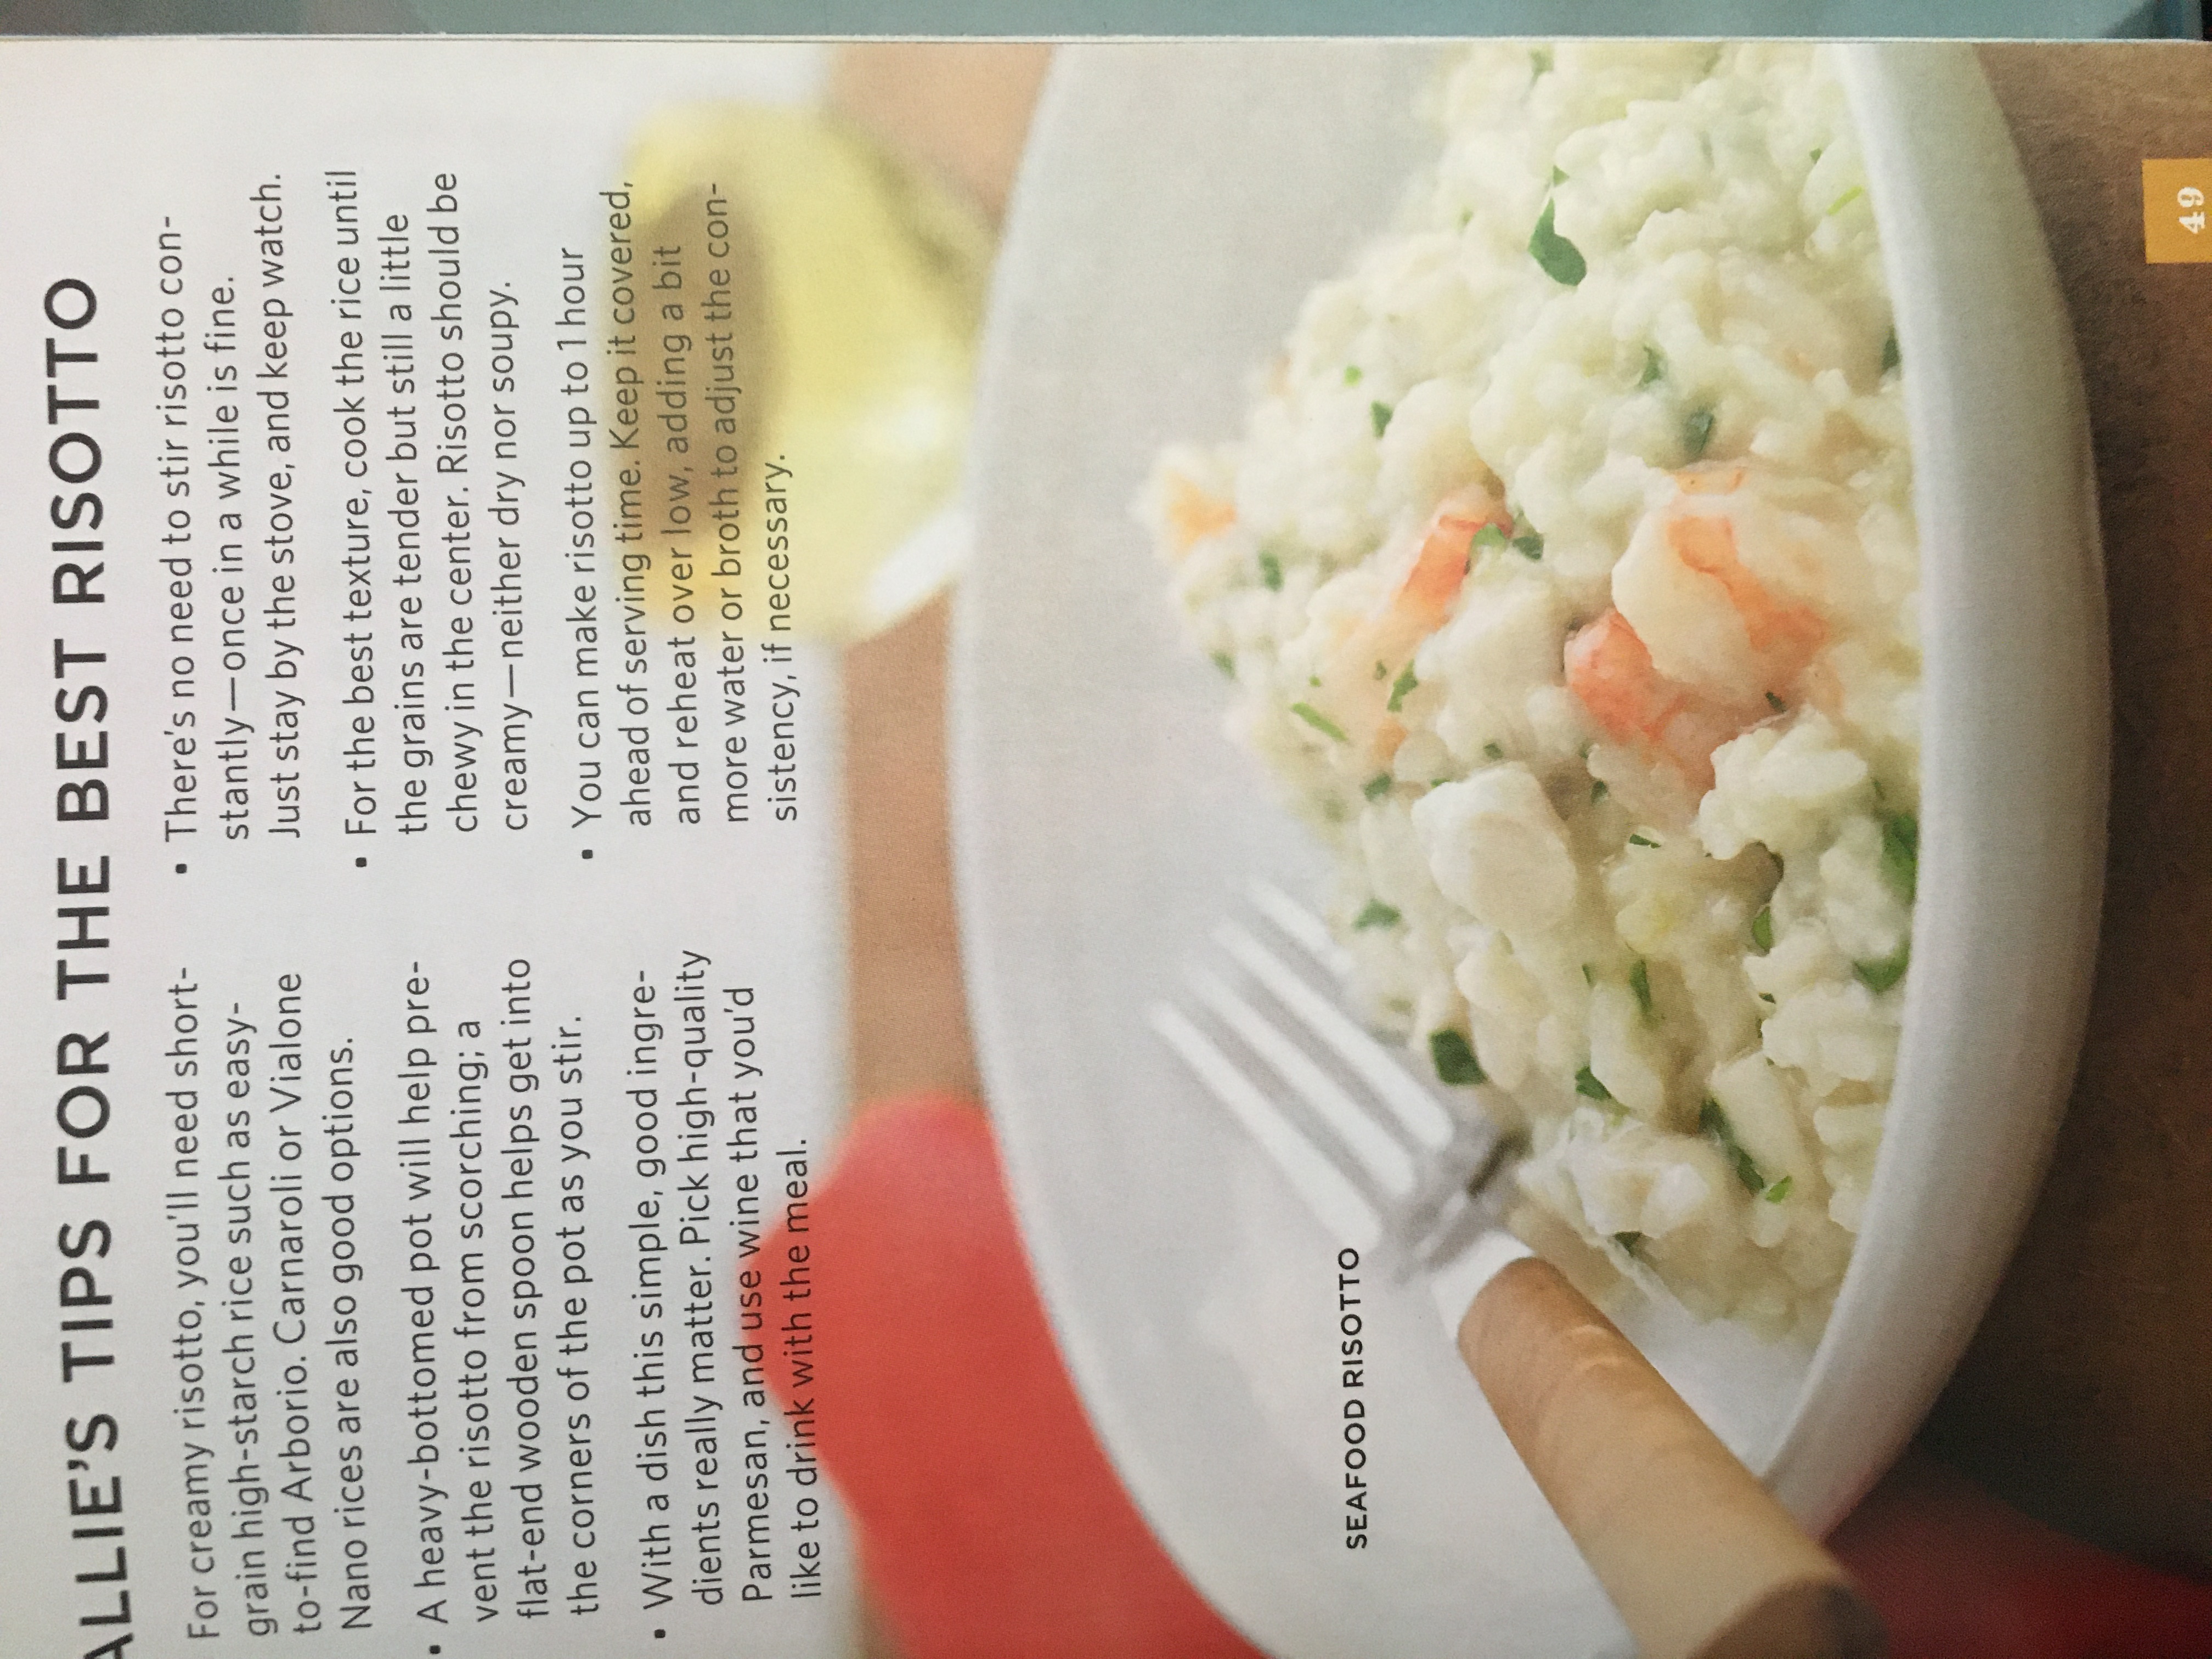 ALLIE'S TIPS FOR THE BEST RISOTTO
For creamy risotto, you'll need short-
grain high-starch rice such as easy-
to-find Arborio. Carnaroli or Vialone
Nano rices are also good options.
• A heavy-bottomed pot will help pre-
vent the risotto from scorching; a
flat-end wooden spoon helps get into
the corners of the pot as you stir.
• With a dish this simple, good ingre-
dients really matter. Pick high-quality
Parmesan, and use wine that you'd
like to drink with the meal.
• There's no need to stir risotto con-
stantly—once in a while is fine.
Just stay by the stove, and keep watch.
• For the best texture, cook the rice until
the grains are tender but still a little
chewy in the center. Risotto should be
creamy—neither dry nor soupy.
• You can make risotto up to 1 hour
ahead of serving time. Keep it covered,
and reheat over low, adding a bit
more water or broth to adjust the con-
sistency, if necessary.
SEAFOOD RISOTTO
49